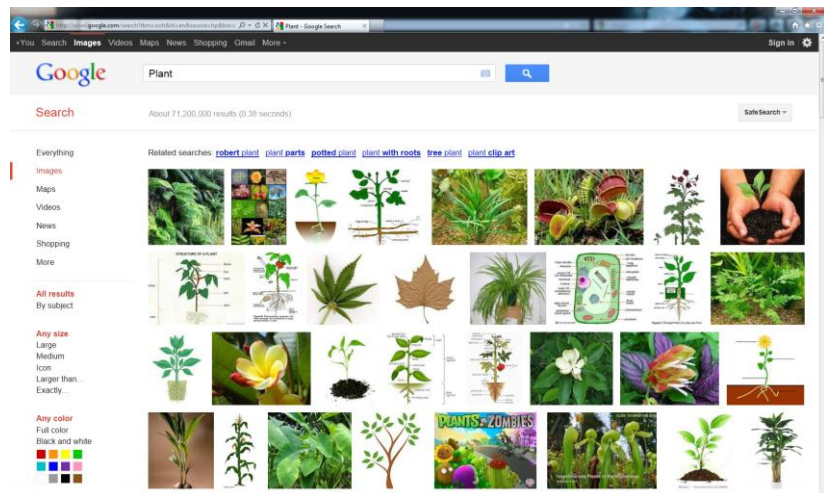 Plant - Google Search
+You Search Images Videos Maps News Shopping Gmail More
Sign in
Google
Plant
Search
About 71,200,000 results (0.38 seconds)
SafeSearch
Everything
Images
Maps
Videos
News
Shopping
More
All results
By subject
Any size
Large
Medium
Icon
Larger than...
Exactly...
Any color
Full color
Black and white
Related searches: robert plant plant parts potted plant plant with roots tree plant plant clip art
STRUCTURE OF A PLANT
PLANTS ZOMBIES